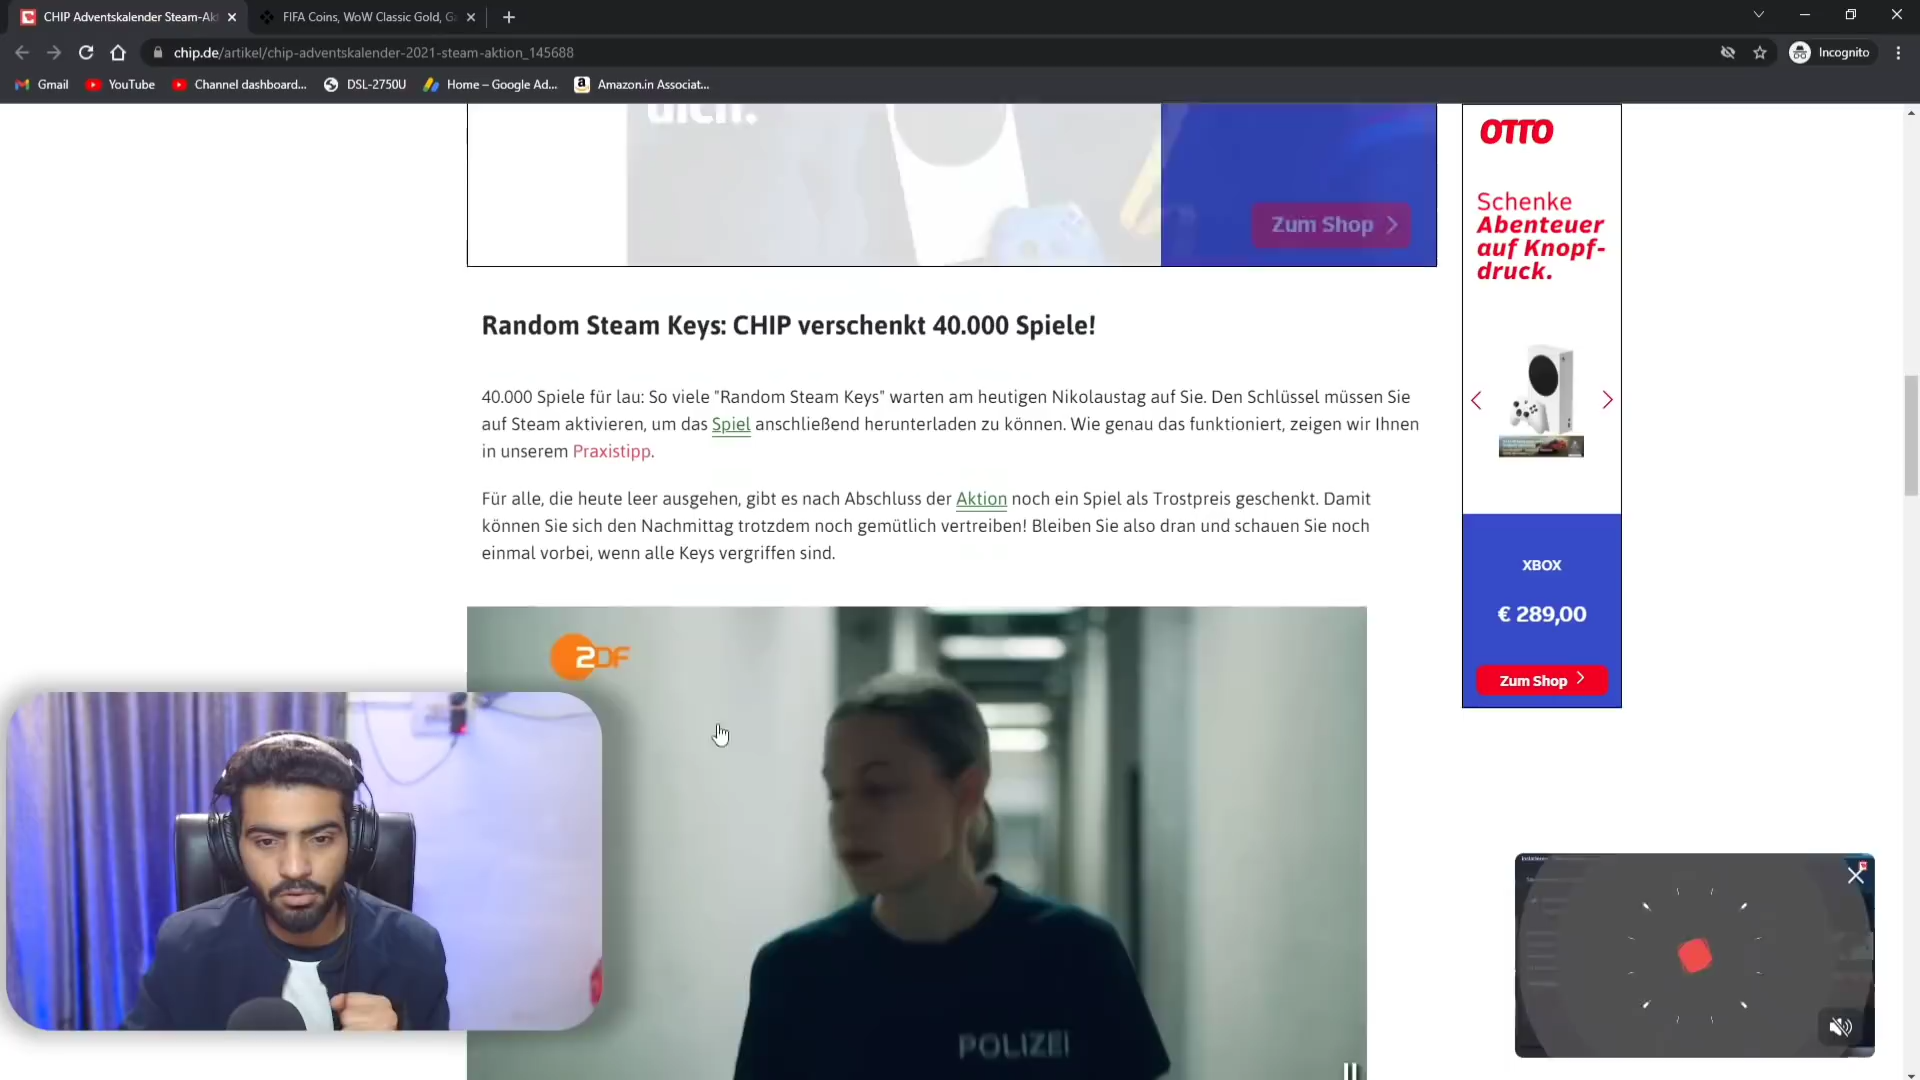 CHIP Adventskalender Steam-Ak
FIFA Coins, WoW Classic Gold, Ga
chip.de/artikel/chip-adventskalender-2021-steam-aktion_145688
Incognito
Gmail
YouTube
Channel dashboard...
DSL-2750U
Home – Google Ad...
Amazon.in Associat...
dich.
Zum Shop
OTTO
Schenke
Abenteuer
auf Knopf-
druck.
Random Steam Keys: CHIP verschenkt 40.000 Spiele!
40.000 Spiele für lau: So viele "Random Steam Keys" warten am heutigen Nikolaustag auf Sie. Den Schlüssel müssen Sie
auf Steam aktivieren, um das Spiel anschließend herunterladen zu können. Wie genau das funktioniert, zeigen wir Ihnen
in unserem Praxistipp.
Für alle, die heute leer ausgehen, gibt es nach Abschluss der Aktion noch ein Spiel als Trostpreis geschenkt. Damit
können Sie sich den Nachmittag trotzdem noch gemütlich vertreiben! Bleiben Sie also dran und schauen Sie noch
einmal vorbei, wenn alle Keys vergriffen sind.
XBOX
€ 289,00
Zum Shop
2DF
POLIZEI